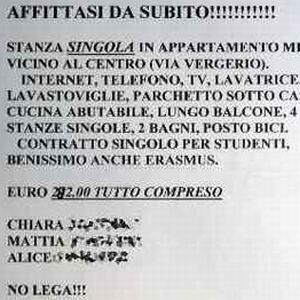 AFFITTASI DA SUBITO!!!!!!!!!!!
STANZA SINGOLA IN APPARTAMENTO
VICINO AL CENTRO (VIA VERGERIO).
INTERNET, TELEFONO, TV, LAVATRICE
LAVASTOVIGLIE, PARCHETTO SOTTO
CUCINA ABUTABILE, LUNGO BALCONE, 4
STANZE SINGOLE, 2 BAGNI, POSTO BICI.
CONTRATTO SINGOLO PER STUDENTI,
BENISSIMO ANCHE ERASMUS.
EURO TUTTO COMPRESO
CHIARA
MATTIA
ALICE
NO LEGA!!!